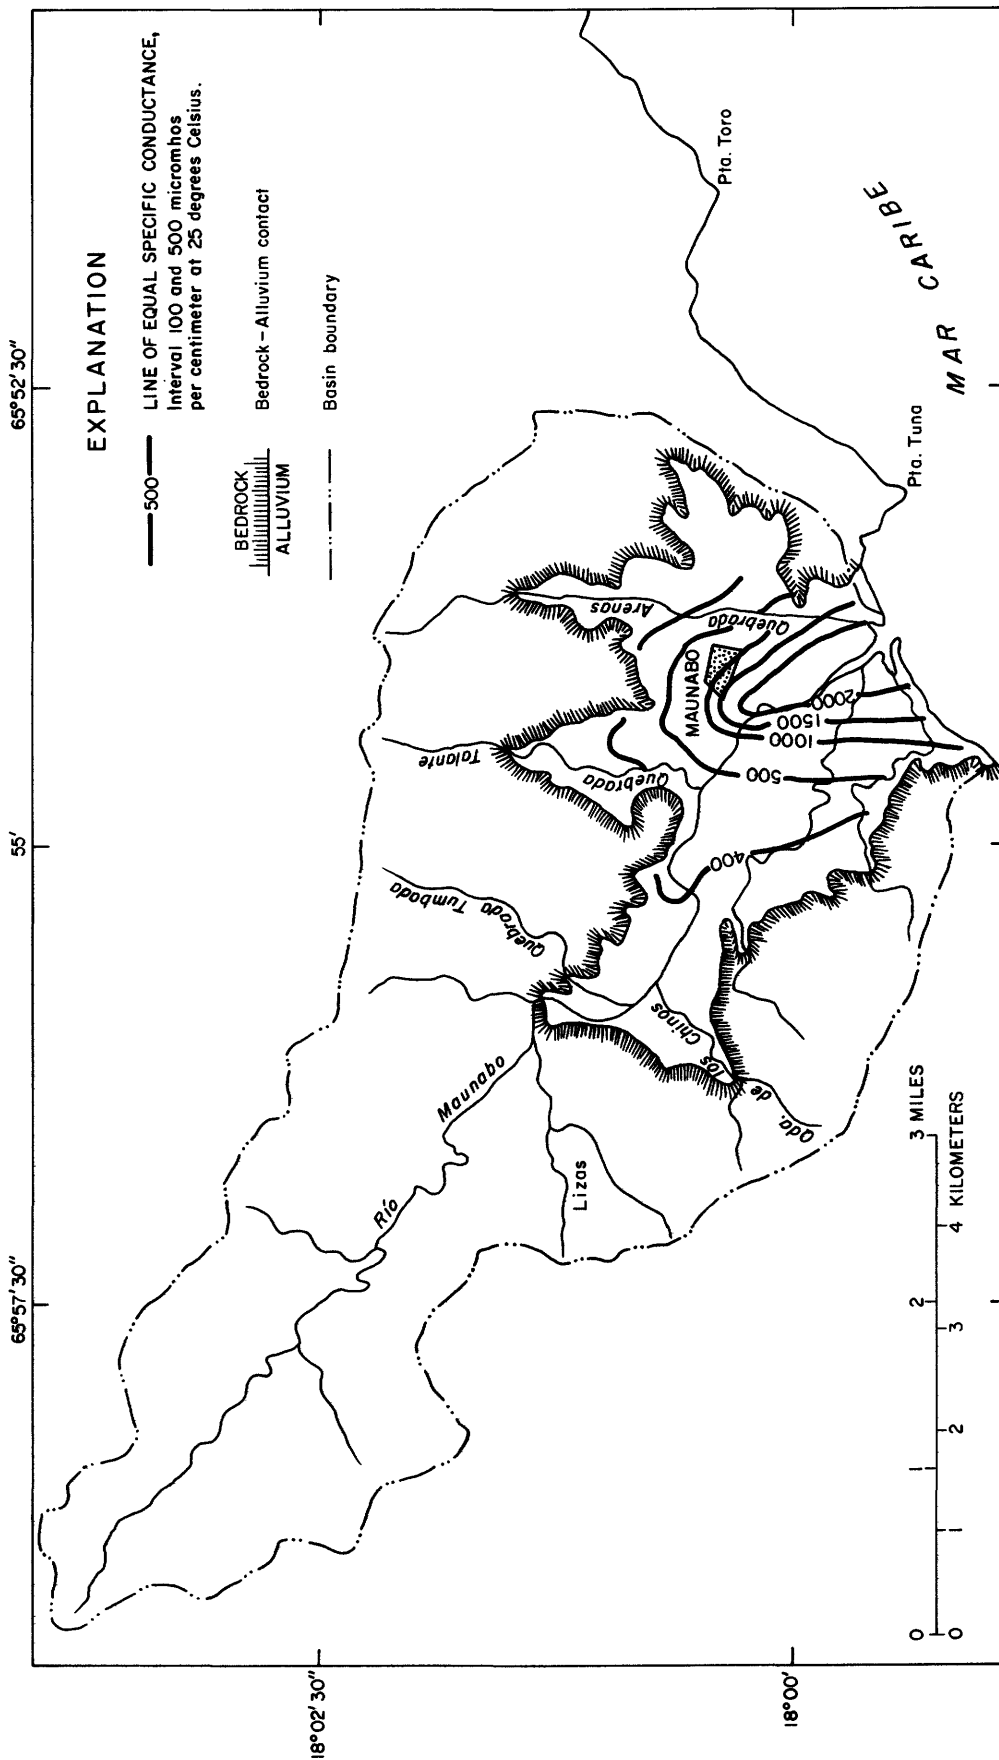 65°57'30"
55'
65°52'30"
18°02'30"
18°00'
EXPLANATION
500
LINE OF EQUAL SPECIFIC CONDUCTANCE,
Interval 100 and 500 micromhos
per centimeter at 25 degrees Celsius.
BEDROCK
ALLUVIUM
Bedrock-Alluvium contact
Basin boundary
Río Maunabo
Lizas
Qda. de los Chinos
Quebrada Tumbada
Quebrada Talante
Quebrada Arenas
MAUNABO
400
500
1000
1500
2000
Pta. Tuna
Pta. Toro
MAR CARIBE
0 1 2 3 MILES
0 1 2 3 4 KILOMETERS